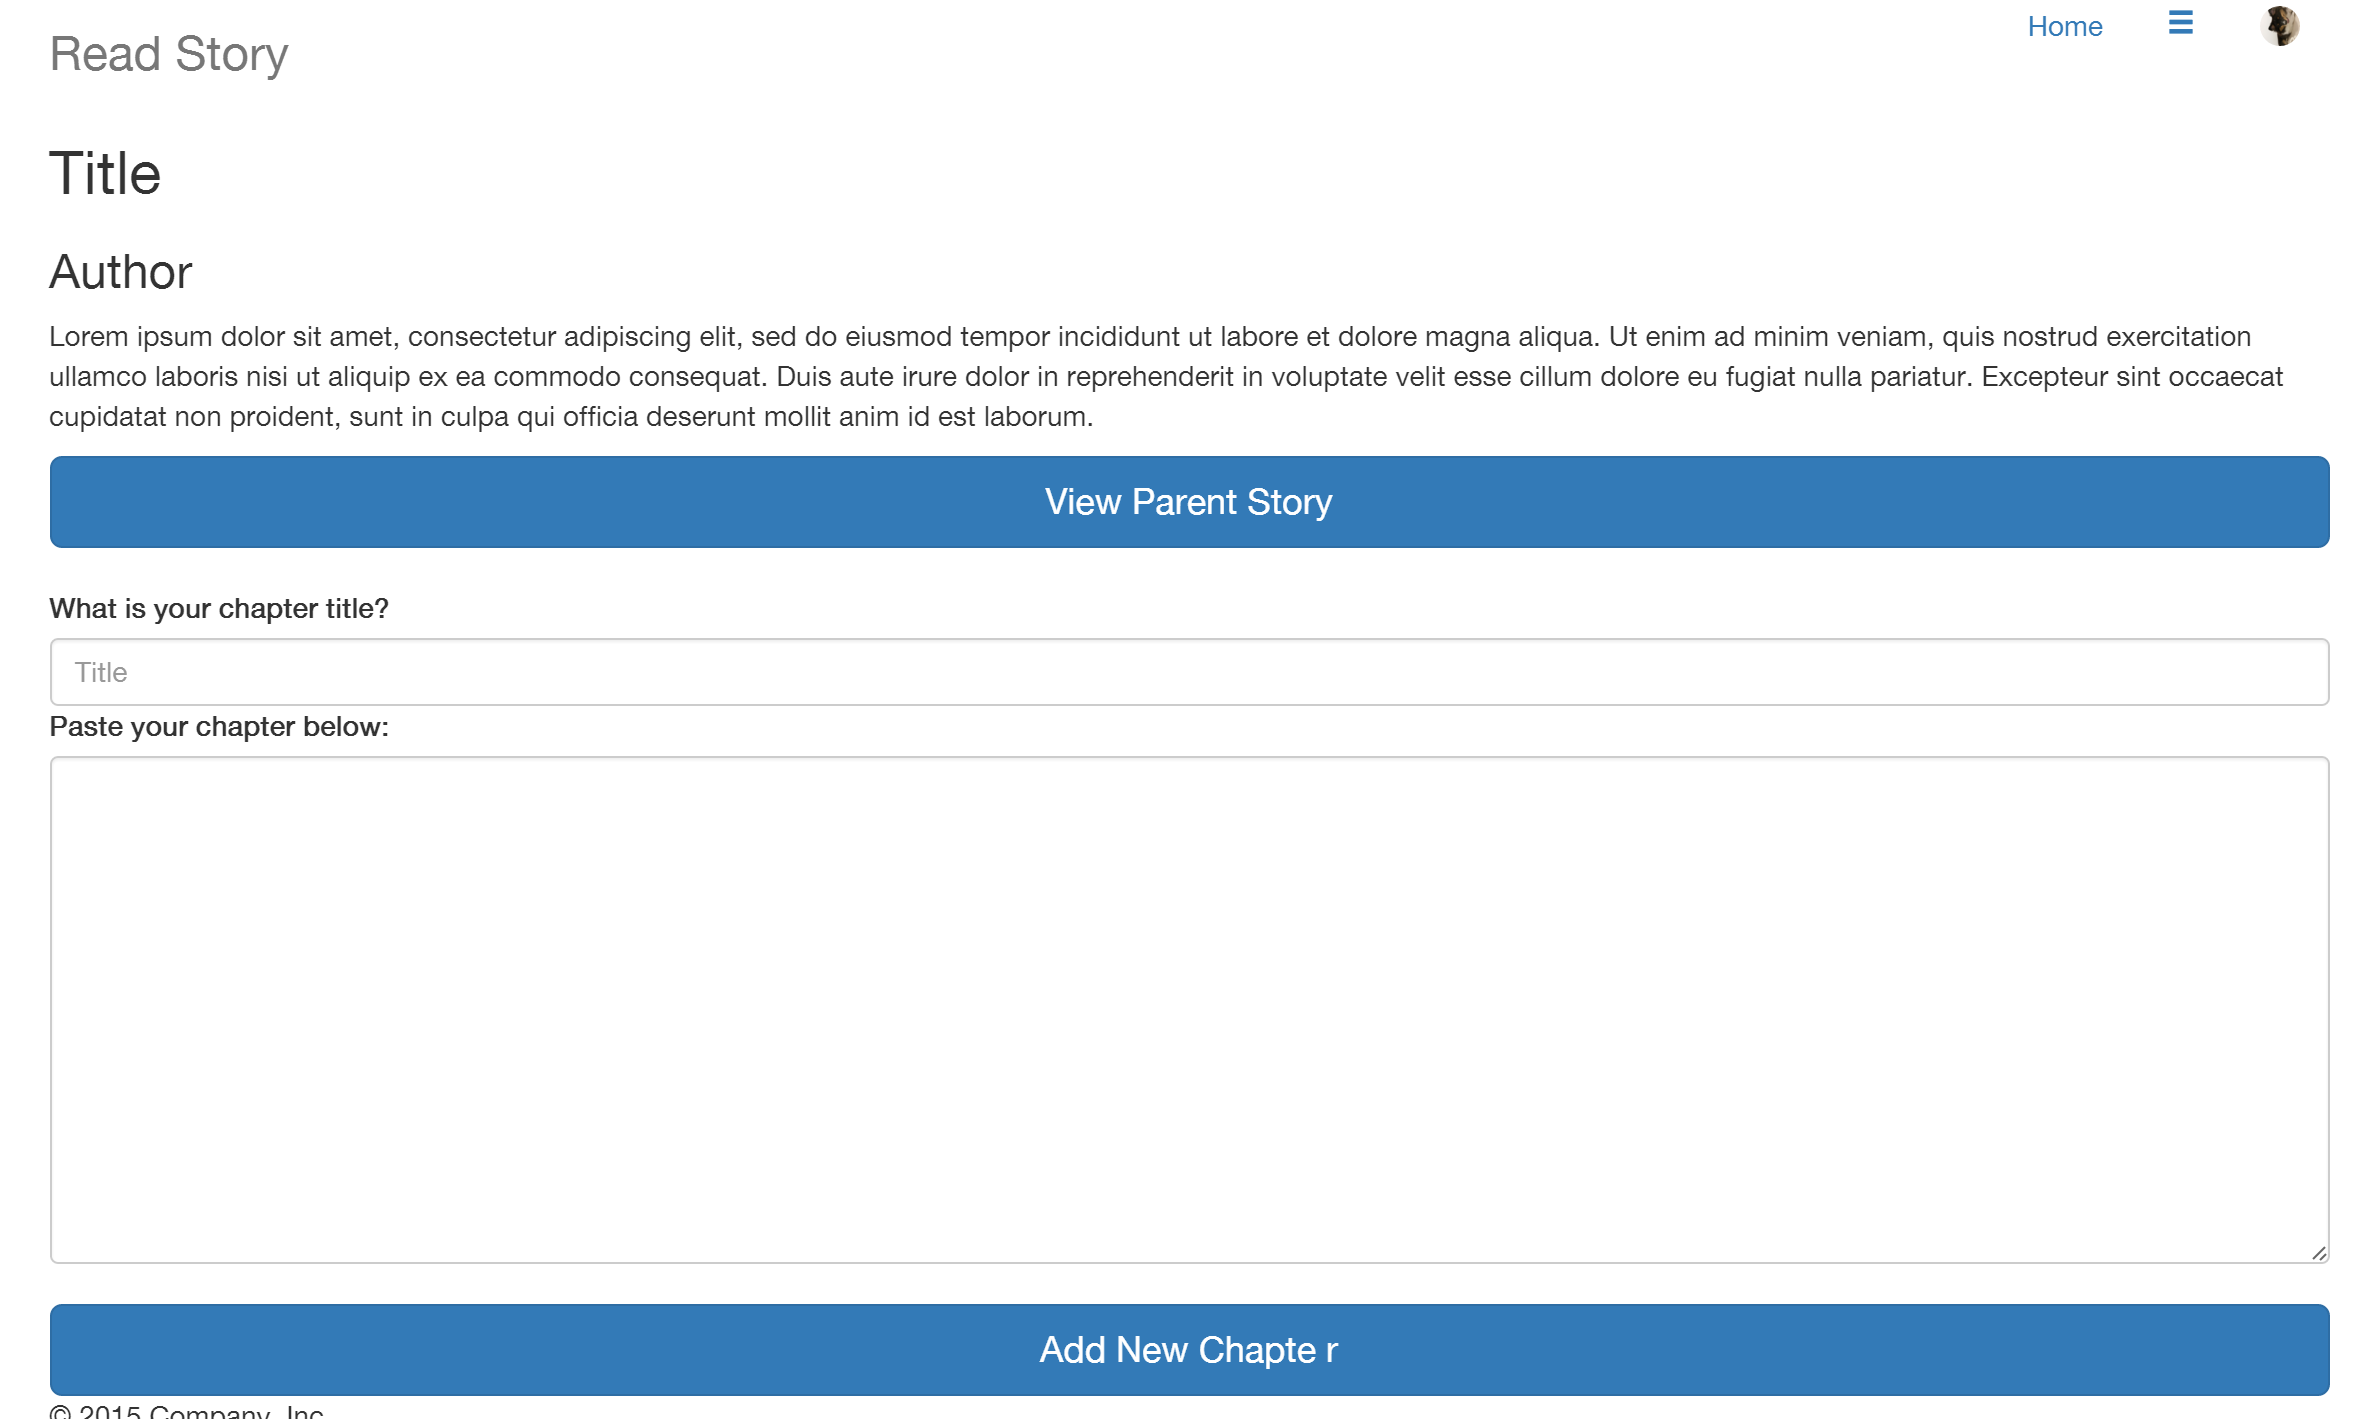 Read Story
Home
Title
Author
Lorem ipsum dolor sit amet, consectetur adipiscing elit, sed do eiusmod tempor incididunt ut labore et dolore magna aliqua. Ut enim ad minim veniam, quis nostrud exercitation
ullamco laboris nisi ut aliquip ex ea commodo consequat. Duis aute irure dolor in reprehenderit in voluptate velit esse cillum dolore eu fugiat nulla pariatur. Excepteur sint occaecat
cupidatat non proident, sunt in culpa qui officia deserunt mollit anim id est laborum.
View Parent Story
What is your chapter title?
Title
Paste your chapter below:
Add New Chapte r
© 2015 Company, Inc.